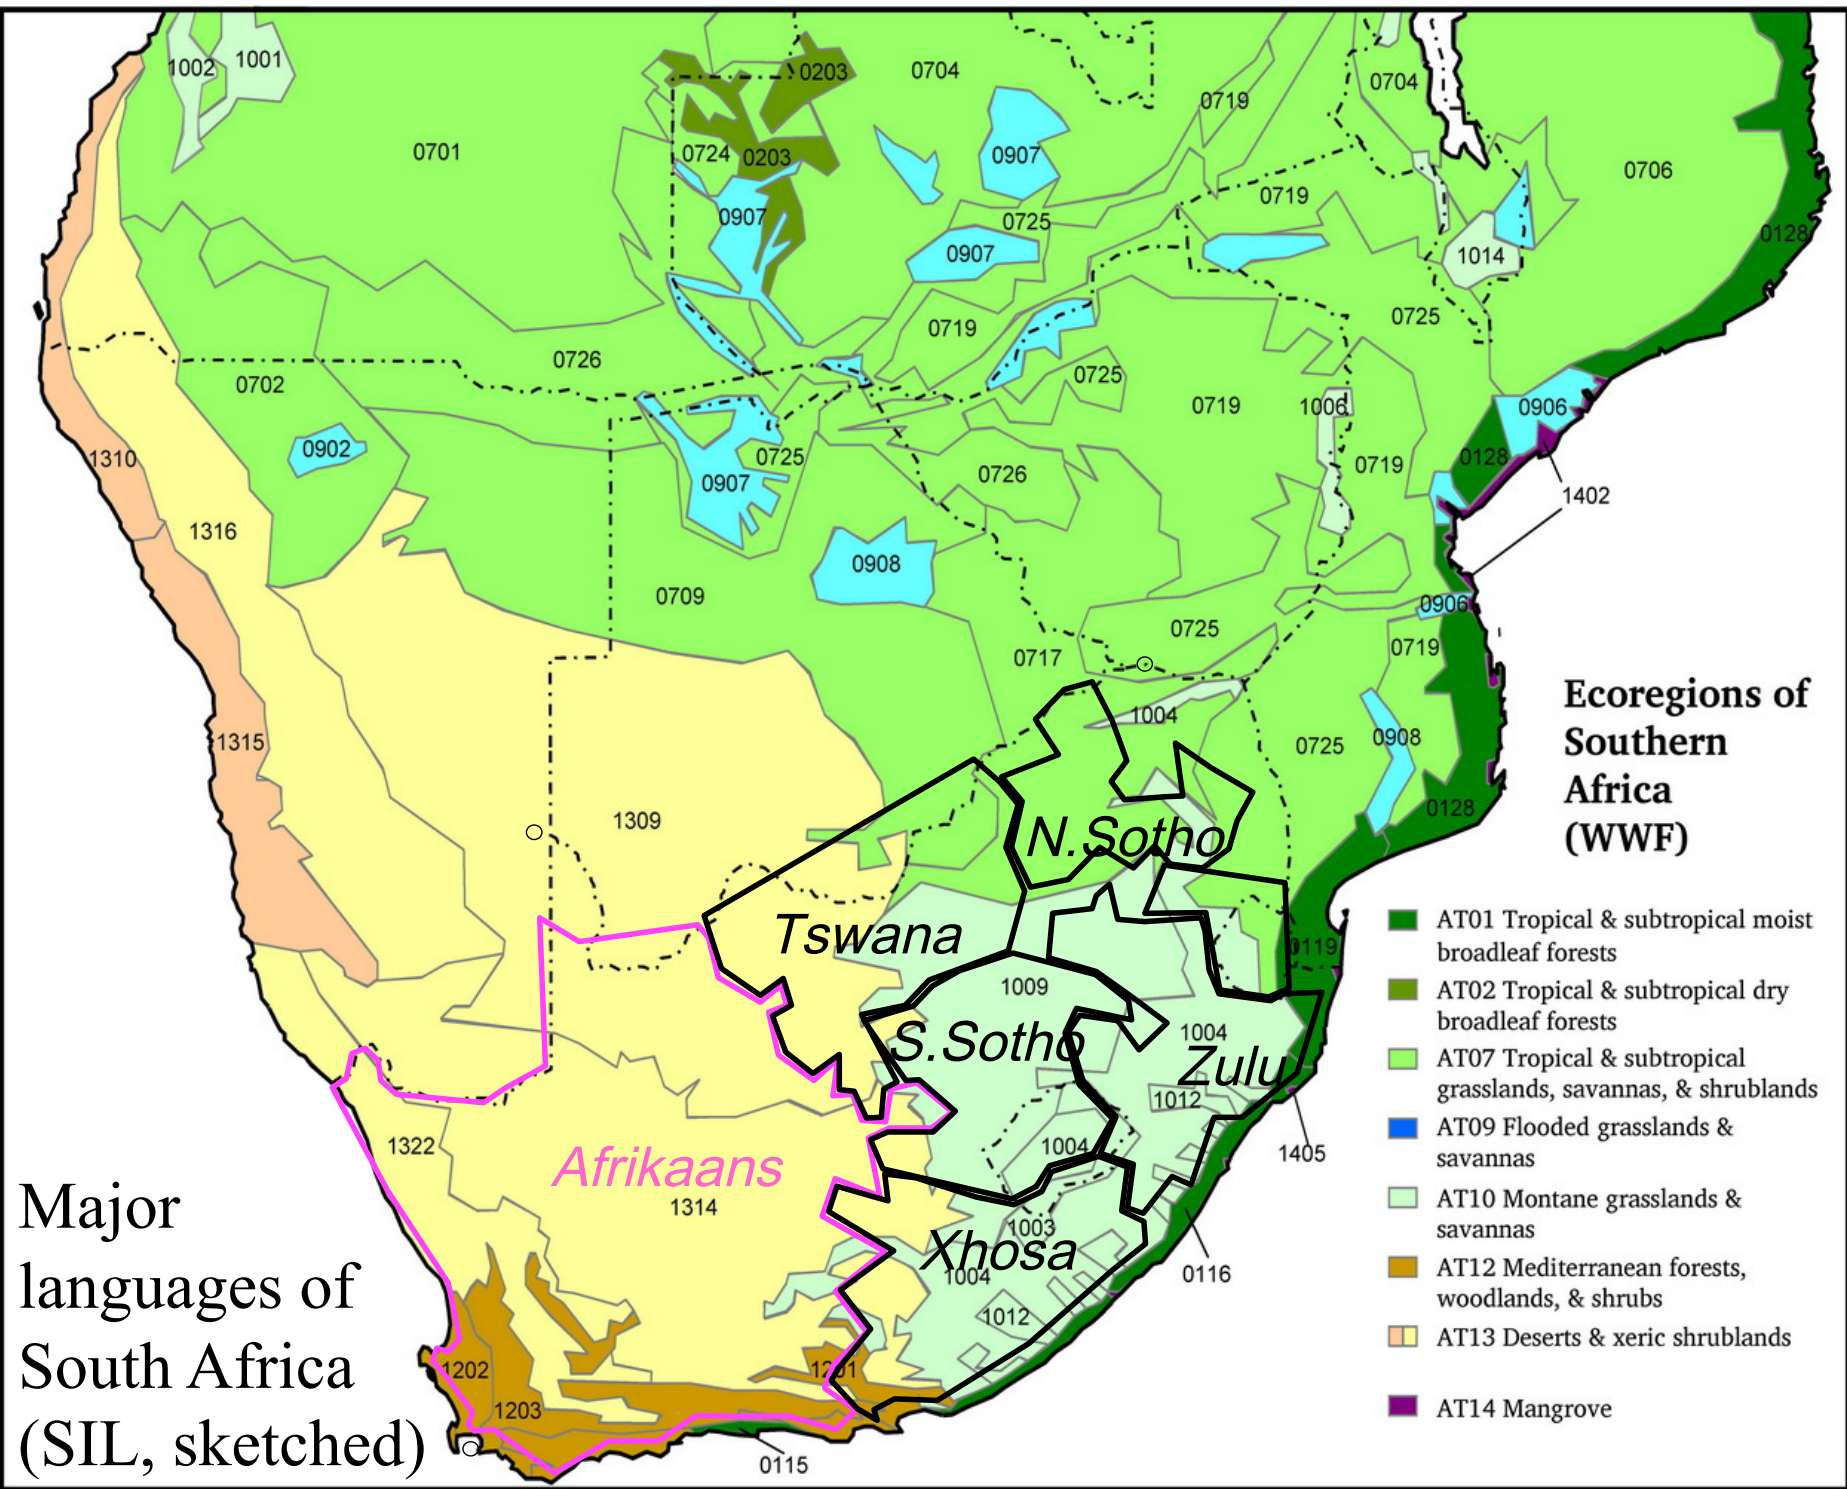 1002
1001
0203
0704
0704
0719
0701
0724
0203
0907
0706
0719
0907
0725
0128
0907
1014
0719
0725
0726
0702
0725
0719
1006
0906
0902
1310
0725
0726
0719
0128
0907
1402
1316
0908
0709
0906
0725
0719
0717
1004
1315
0725
0908
1309
0128
Ecoregions of
Southern
Africa
(WWF)
N.Sotho
Tswana
0119
1009
S.Sotho
1004
Zulu
1012
1322
1004
1405
Afrikaans
1314
1003
Xhosa
1004
0116
1012
1202
1201
1203
0115
AT01 Tropical & subtropical moist
broadleaf forests
AT02 Tropical & subtropical dry
broadleaf forests
AT07 Tropical & subtropical
grasslands, savannas, & shrublands
AT09 Flooded grasslands &
savannas
AT10 Montane grasslands &
savannas
AT12 Mediterranean forests,
woodlands, & shrubs
AT13 Deserts & xeric shrublands
AT14 Mangrove
Major
languages of
South Africa
(SIL, sketched)